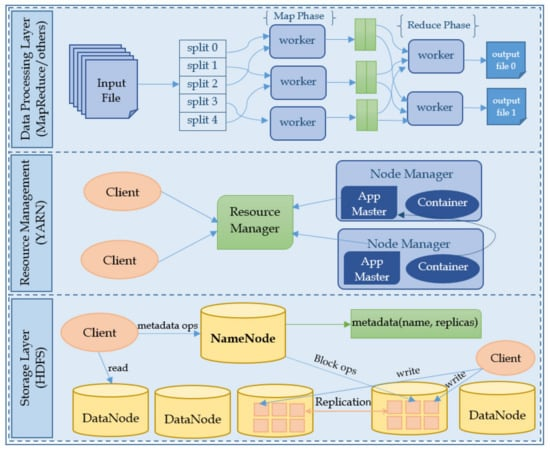 Data Processing Layer
(MapReduce/ others)
Map Phase
Reduce Phase
Input
File
split 0
split 1
split 2
split 3
split 4
worker
worker
worker
worker
worker
output
file 0
output
file 1
Resource Management
(YARN)
Client
Client
Resource
Manager
Node Manager
App
Master
Container
Node Manager
App
Master
Container
Storage Layer
(HDFS)
Client
metadata ops
NameNode
metadata(name, replicas)
read
Block ops
write
Client
write
DataNode
DataNode
Replication
DataNode